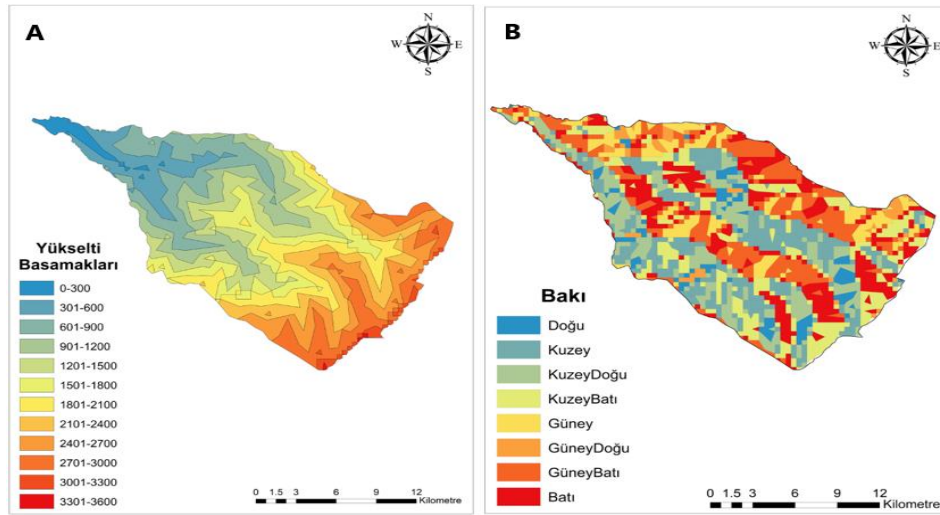 A
N
W E
S
Yükselti
Basamakları
0-300
301-600
601-900
901-1200
1201-1500
1501-1800
1801-2100
2101-2400
2401-2700
2701-3000
3001-3300
3301-3600
0 1.5 3 6 9 12
Kilometre
B
N
W E
S
Bakı
Doğu
Kuzey
KuzeyDoğu
KuzeyBatı
Güney
GüneyDoğu
GüneyBatı
Batı
0 1.5 3 6 9 12
Kilometre